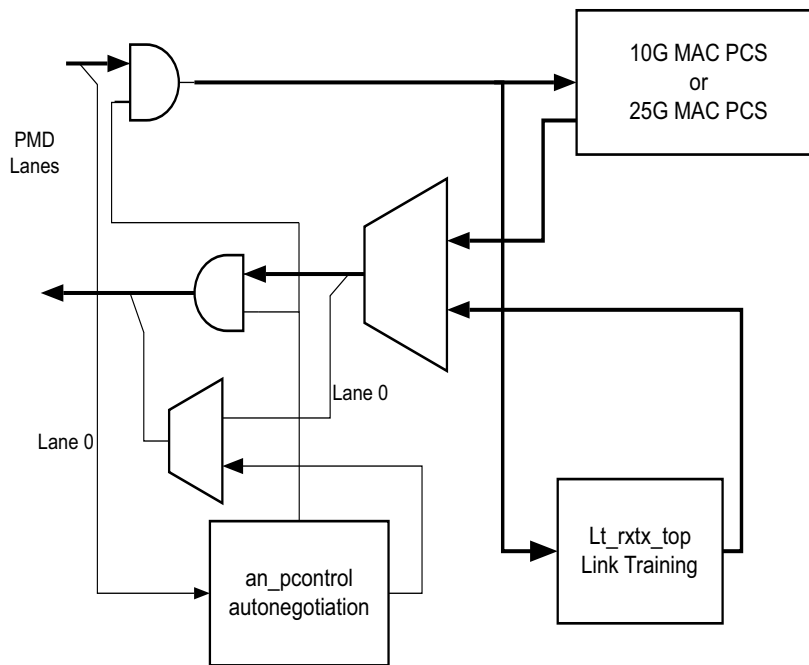 10G MAC PCS
or
25G MAC PCS
PMD
Lanes
Lane 0
Lane 0
Lt_rxtx_top
Link Training
an_pcontrol
autonegotiation